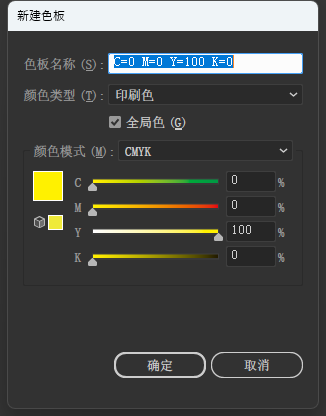 新建色板
色板名称 (S) : C=0 M=0 Y=100 K=0
颜色类型 (T) : 印刷色
全局色 (G)
颜色模式 (M) : CMYK
C 0 %
M 0 %
Y 100 %
K 0 %
确定 取消